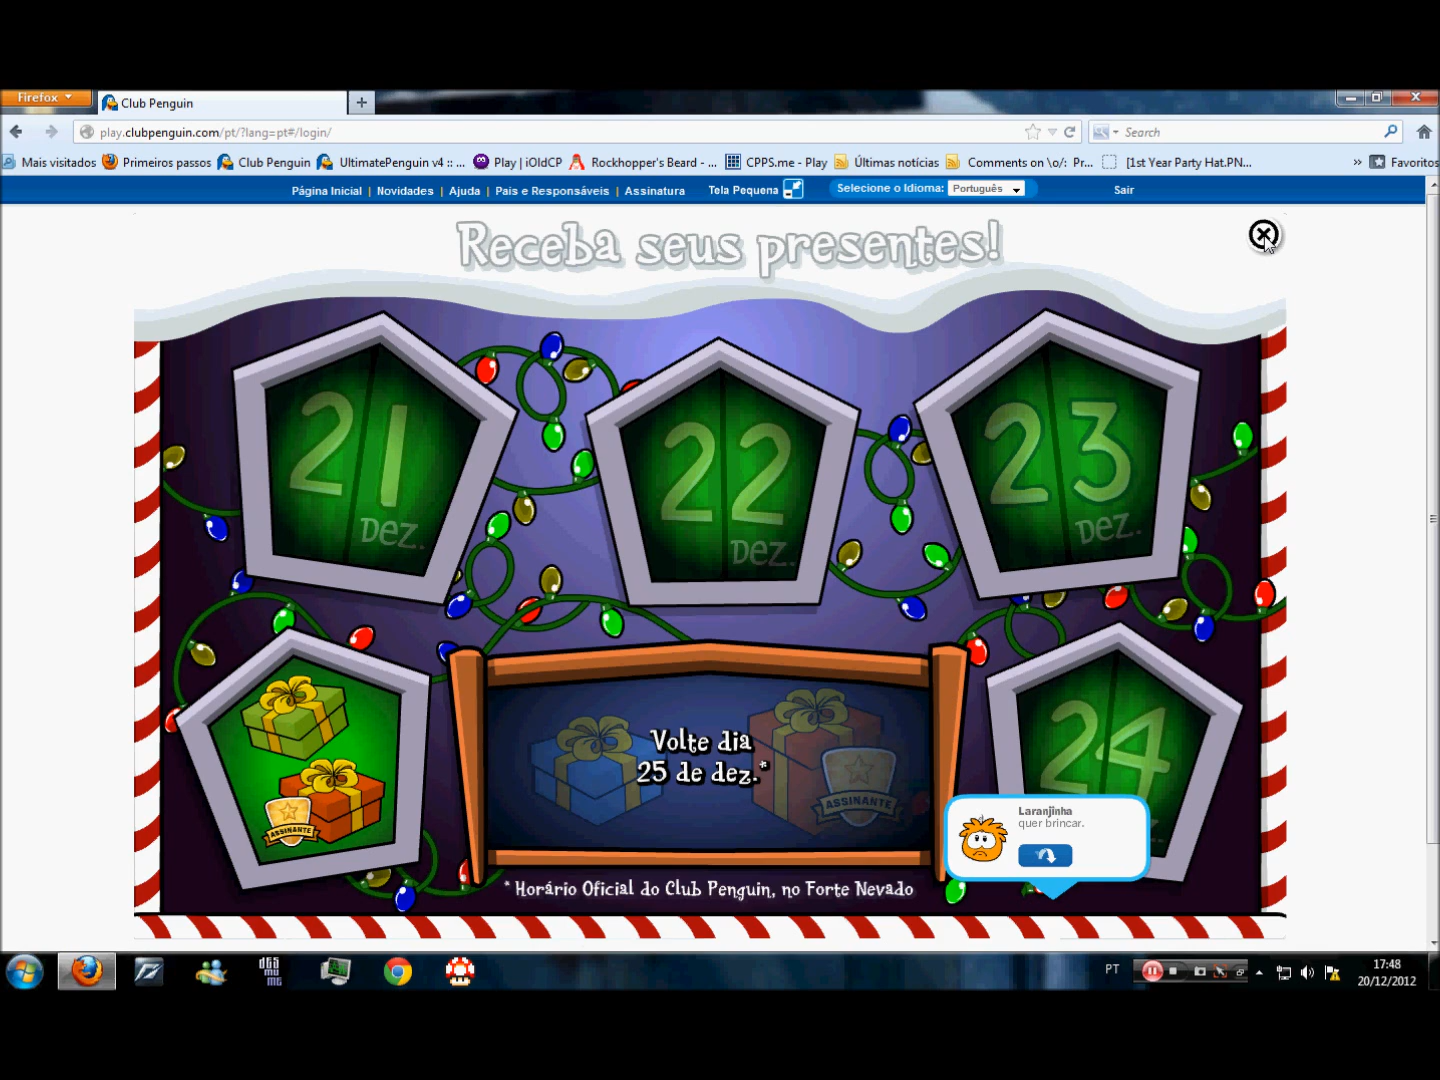 Firefox
Club Penguin
play.clubpenguin.com/pt/?lang=pt#/login/
Search
Mais visitados Primeiros passos Club Penguin UltimatePenguin v4 :: ... Play | iOldCP Rockhopper's Beard - ... CPPS.me - Play Últimas notícias Comments on \o/: Pr... [1st Year Party Hat.PN... » Favoritos
Página Inicial | Novidades | Ajuda | Pais e Responsáveis | Assinatura Tela Pequena Selecione o Idioma: Português Sair
Receba seus presentes!
21
DEZ.
22
DEZ.
23
DEZ.
24
ASSINANTE
Volte dia
25 de dez.*
ASSINANTE
Laranjinha
quer brincar.
* Horário Oficial do Club Penguin, no Forte Nevado
PT
17:48
20/12/2012